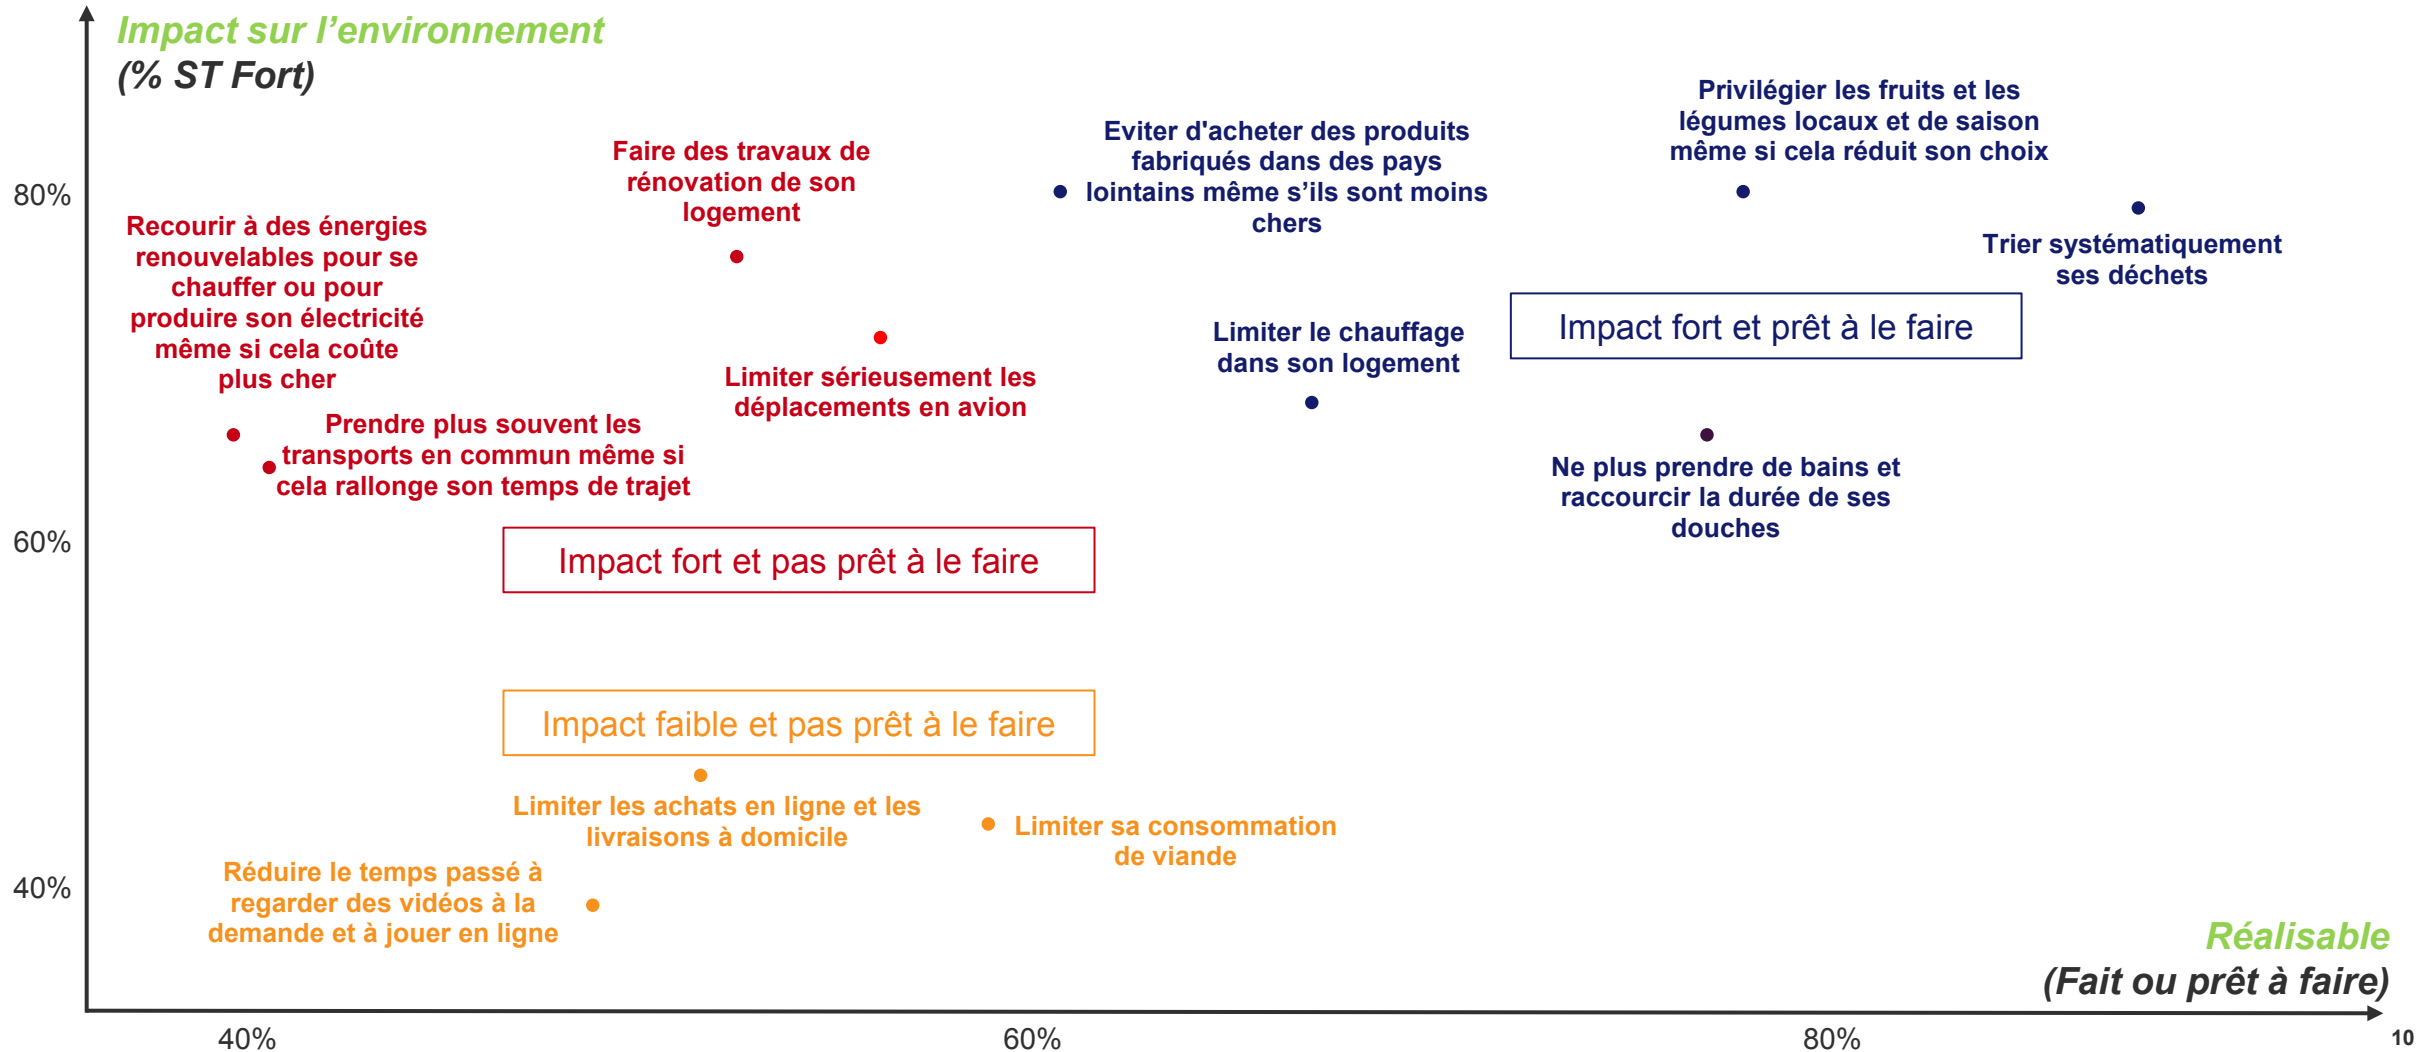 Impact sur l’environnement
(% ST Fort)
Privilégier les fruits et les
légumes locaux et de saison
même si cela réduit son choix
Eviter d'acheter des produits
fabriqués dans des pays
lointains même s’ils sont moins
chers
Faire des travaux de
rénovation de son
logement
80%
Recourir à des énergies
renouvelables pour se
chauffer ou pour
produire son électricité
même si cela coûte
plus cher
Trier systématiquement
ses déchets
Impact fort et prêt à le faire
Limiter le chauffage
dans son logement
Limiter sérieusement les
déplacements en avion
Prendre plus souvent les
transports en commun même si
cela rallonge son temps de trajet
Ne plus prendre de bains et
raccourcir la durée de ses
douches
60%
Impact fort et pas prêt à le faire
Impact faible et pas prêt à le faire
Limiter les achats en ligne et les
livraisons à domicile
Limiter sa consommation
de viande
Réduire le temps passé à
regarder des vidéos à la
demande et à jouer en ligne
40%
Réalisable
(Fait ou prêt à faire)
40%
60%
80%
10